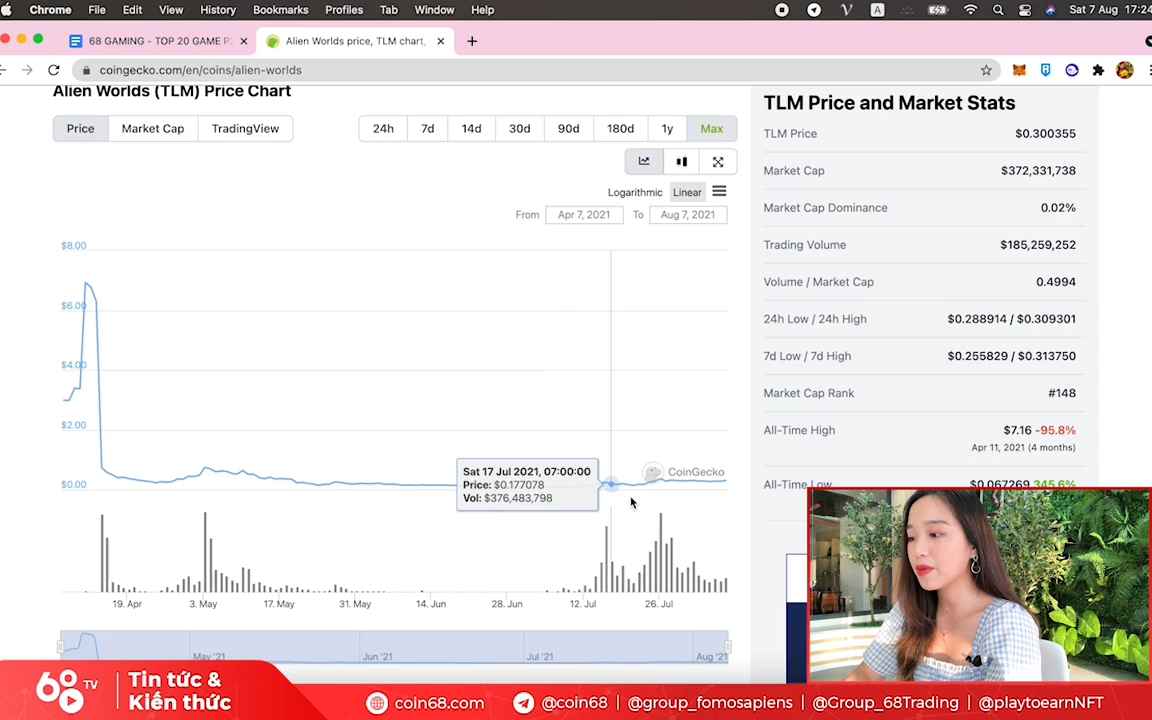 Chrome File Edit View History Bookmarks Profiles Tab Window Help
A
Sat 7 Aug 17:24
68 GAMING - TOP 20 GAME P
Alien Worlds price, TLM chart,
coingecko.com/en/coins/alien-worlds
Alien Worlds (TLM) Price Chart
Price Market Cap TradingView
24h 7d 14d 30d 90d 180d 1y Max
Logarithmic Linear
From Apr 7, 2021 To Aug 7, 2021
$8.00
$6.00
$4.00
$2.00
$0.00
Sat 17 Jul 2021, 07:00:00
Price: $0.177078
Vol: $376,483,798
CoinGecko
19. Apr 3. May 17. May 31. May 14. Jun 28. Jun 12. Jul 26. Jul
May '21 Jun '21 Jul '21 Aug '21
TLM Price and Market Stats
TLM Price $0.300355
Market Cap $372,331,738
Market Cap Dominance 0.02%
Trading Volume $185,259,252
Volume / Market Cap 0.4994
24h Low / 24h High $0.288914 / $0.309301
7d Low / 7d High $0.255829 / $0.313750
Market Cap Rank #148
All-Time High $7.16 -95.8%
Apr 11, 2021 (4 months)
All-Time Low $0.067269 345.6%
68 TV
Tin tức &
Kiến thức
coin68.com @coin68 | @group_fomosapiens | @Group_68Trading | @playtoearnNFT